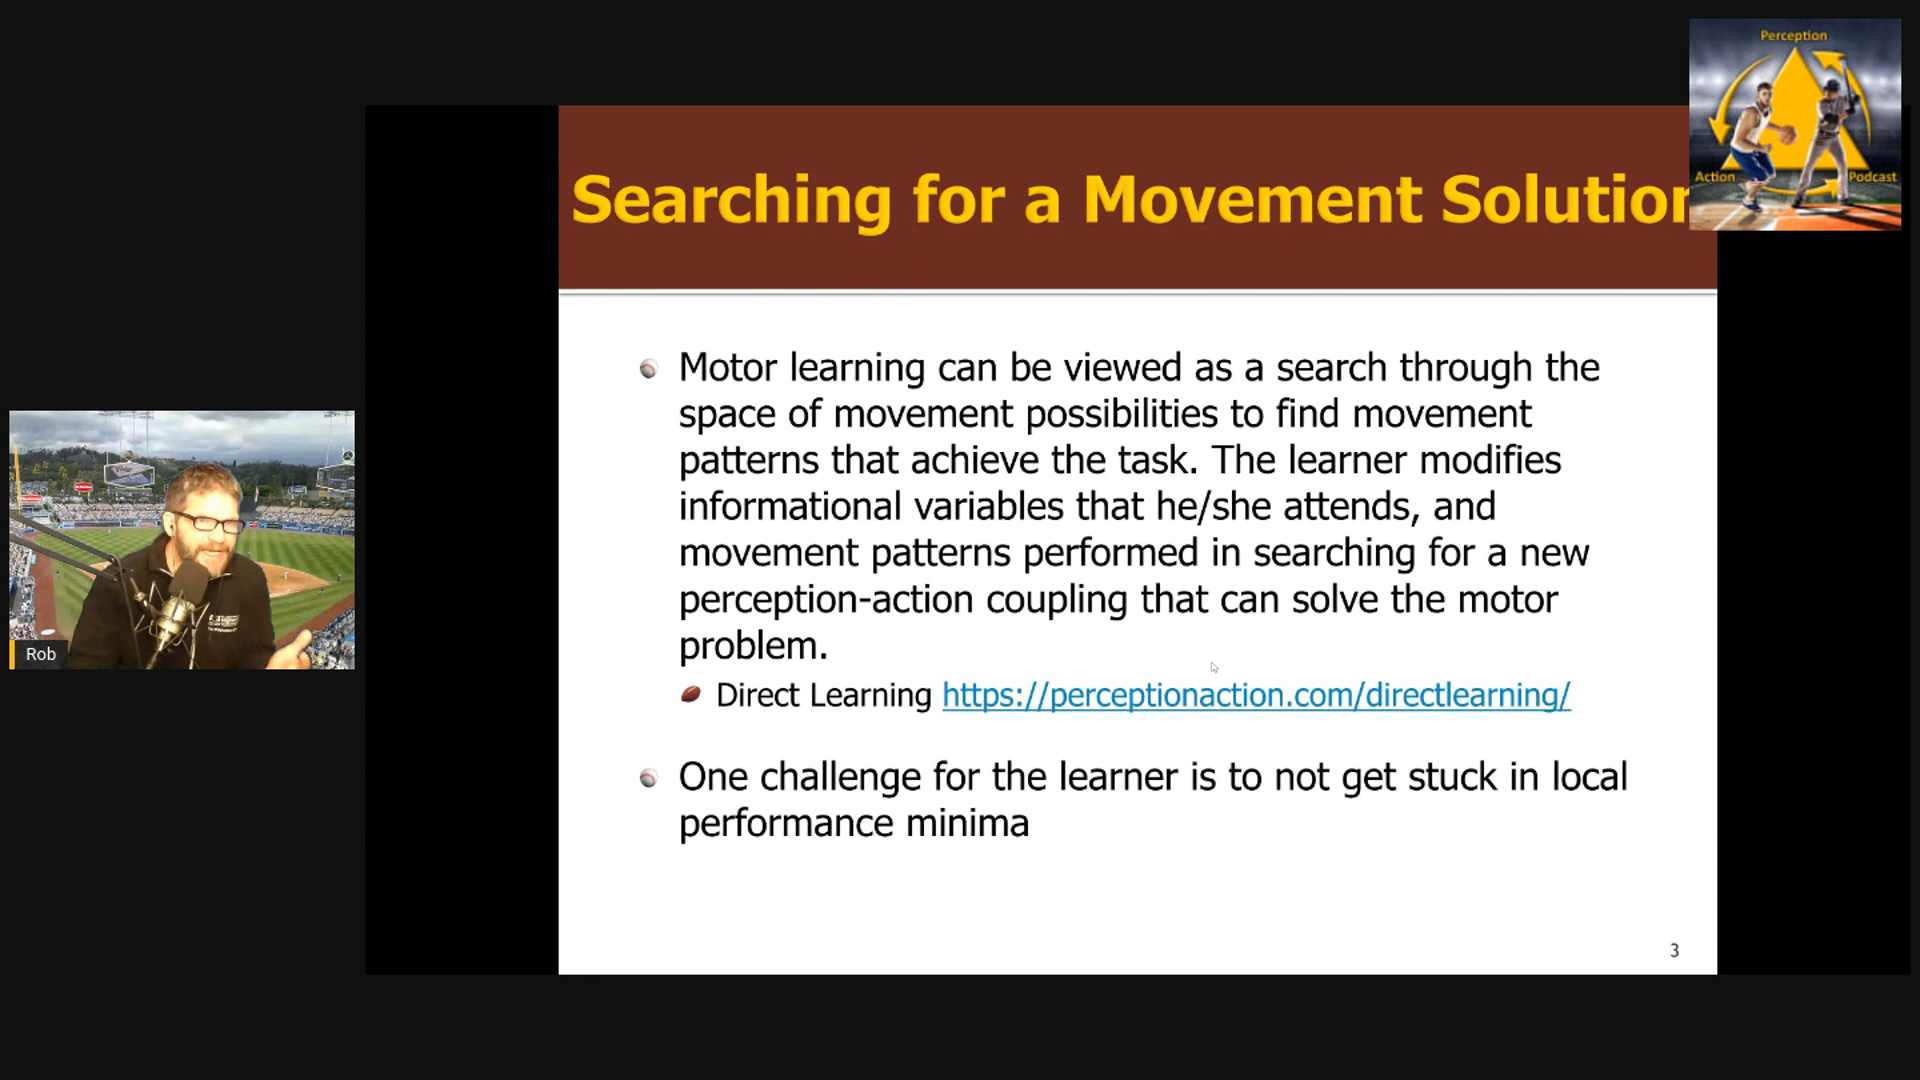 Perception
Action
Podcast
Searching for a Movement Solution
Motor learning can be viewed as a search through the
space of movement possibilities to find movement
patterns that achieve the task. The learner modifies
informational variables that he/she attends, and
movement patterns performed in searching for a new
perception-action coupling that can solve the motor
problem.
Direct Learning https://perceptionaction.com/directlearning/
One challenge for the learner is to not get stuck in local
performance minima
3
Rob